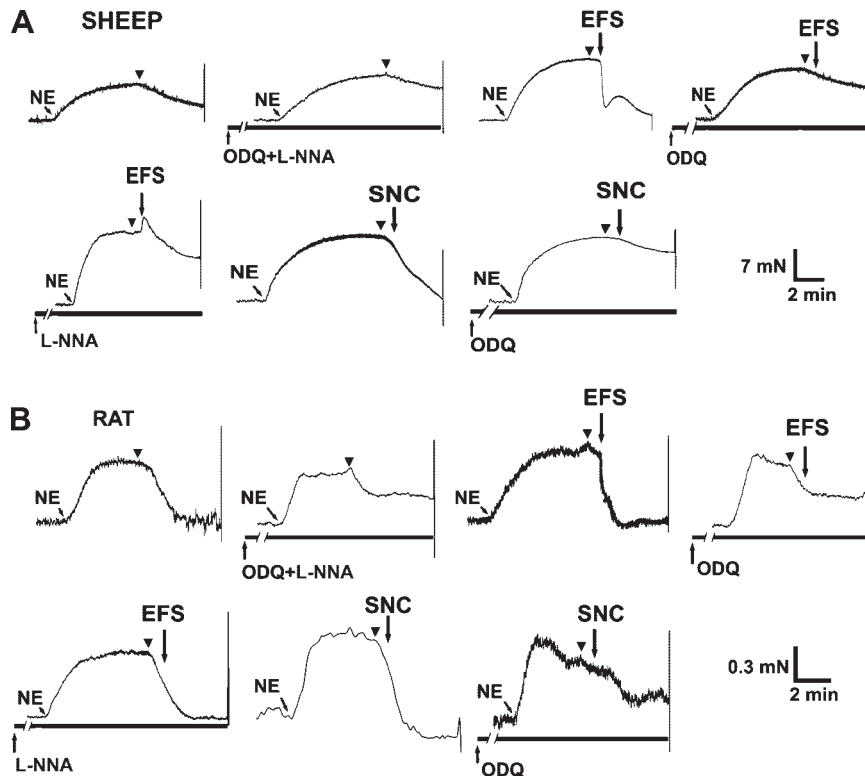 A SHEEP
NE
ODQ+L-NNA
NE
EFS
NE
EFS
NE
ODQ
EFS
NE
L-NNA
SNC
NE
SNC
NE
ODQ
7 mN
2 min
B RAT
NE
NE
ODQ+L-NNA
EFS
NE
EFS
NE
ODQ
EFS
NE
L-NNA
SNC
NE
SNC
NE
ODQ
0.3 mN
2 min